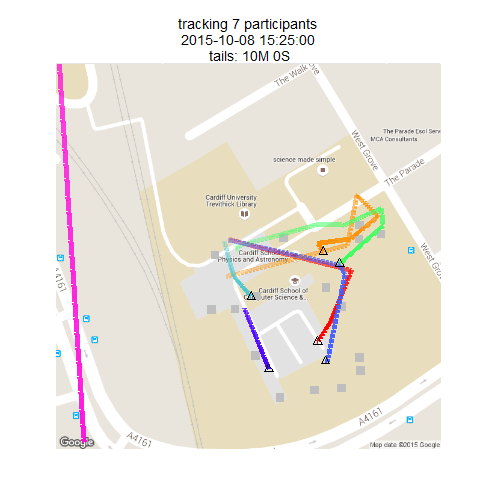 tracking 7 participants
2015-10-08 15:25:00
tails: 10M 0S
The Walk
West Grove
The Parade Esol Serv
MCA Consultants
science made simple
The Parade
Cardiff University
Trevithick Library
West Grove
Cardiff School
Physics and Astronomy
Cardiff School of
Computer Science &...
A4161
A4161
A4161
Google
Map data ©2015 Google